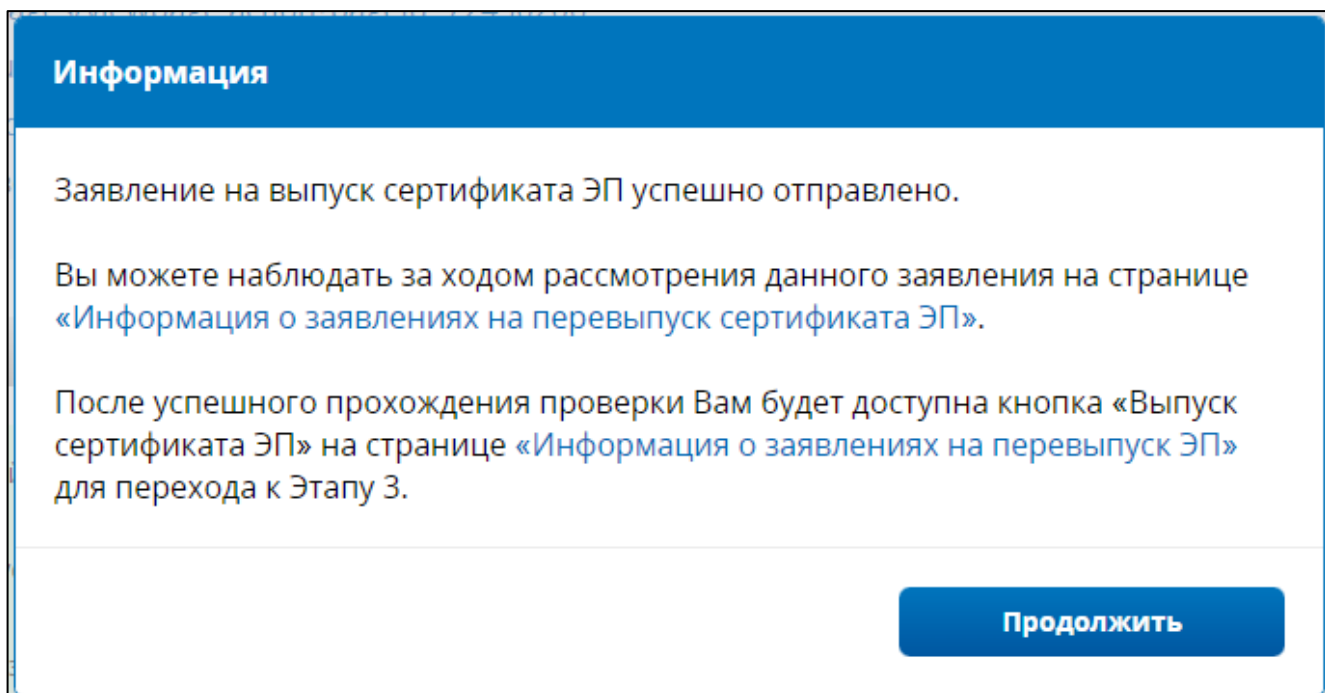 Информация
Заявление на выпуск сертификата ЭП успешно отправлено.
Вы можете наблюдать за ходом рассмотрения данного заявления на странице
«Информация о заявлениях на перевыпуск сертификата ЭП».
После успешного прохождения проверки Вам будет доступна кнопка «Выпуск
сертификата ЭП» на странице «Информация о заявлениях на перевыпуск ЭП»
для перехода к Этапу 3.
Продолжить